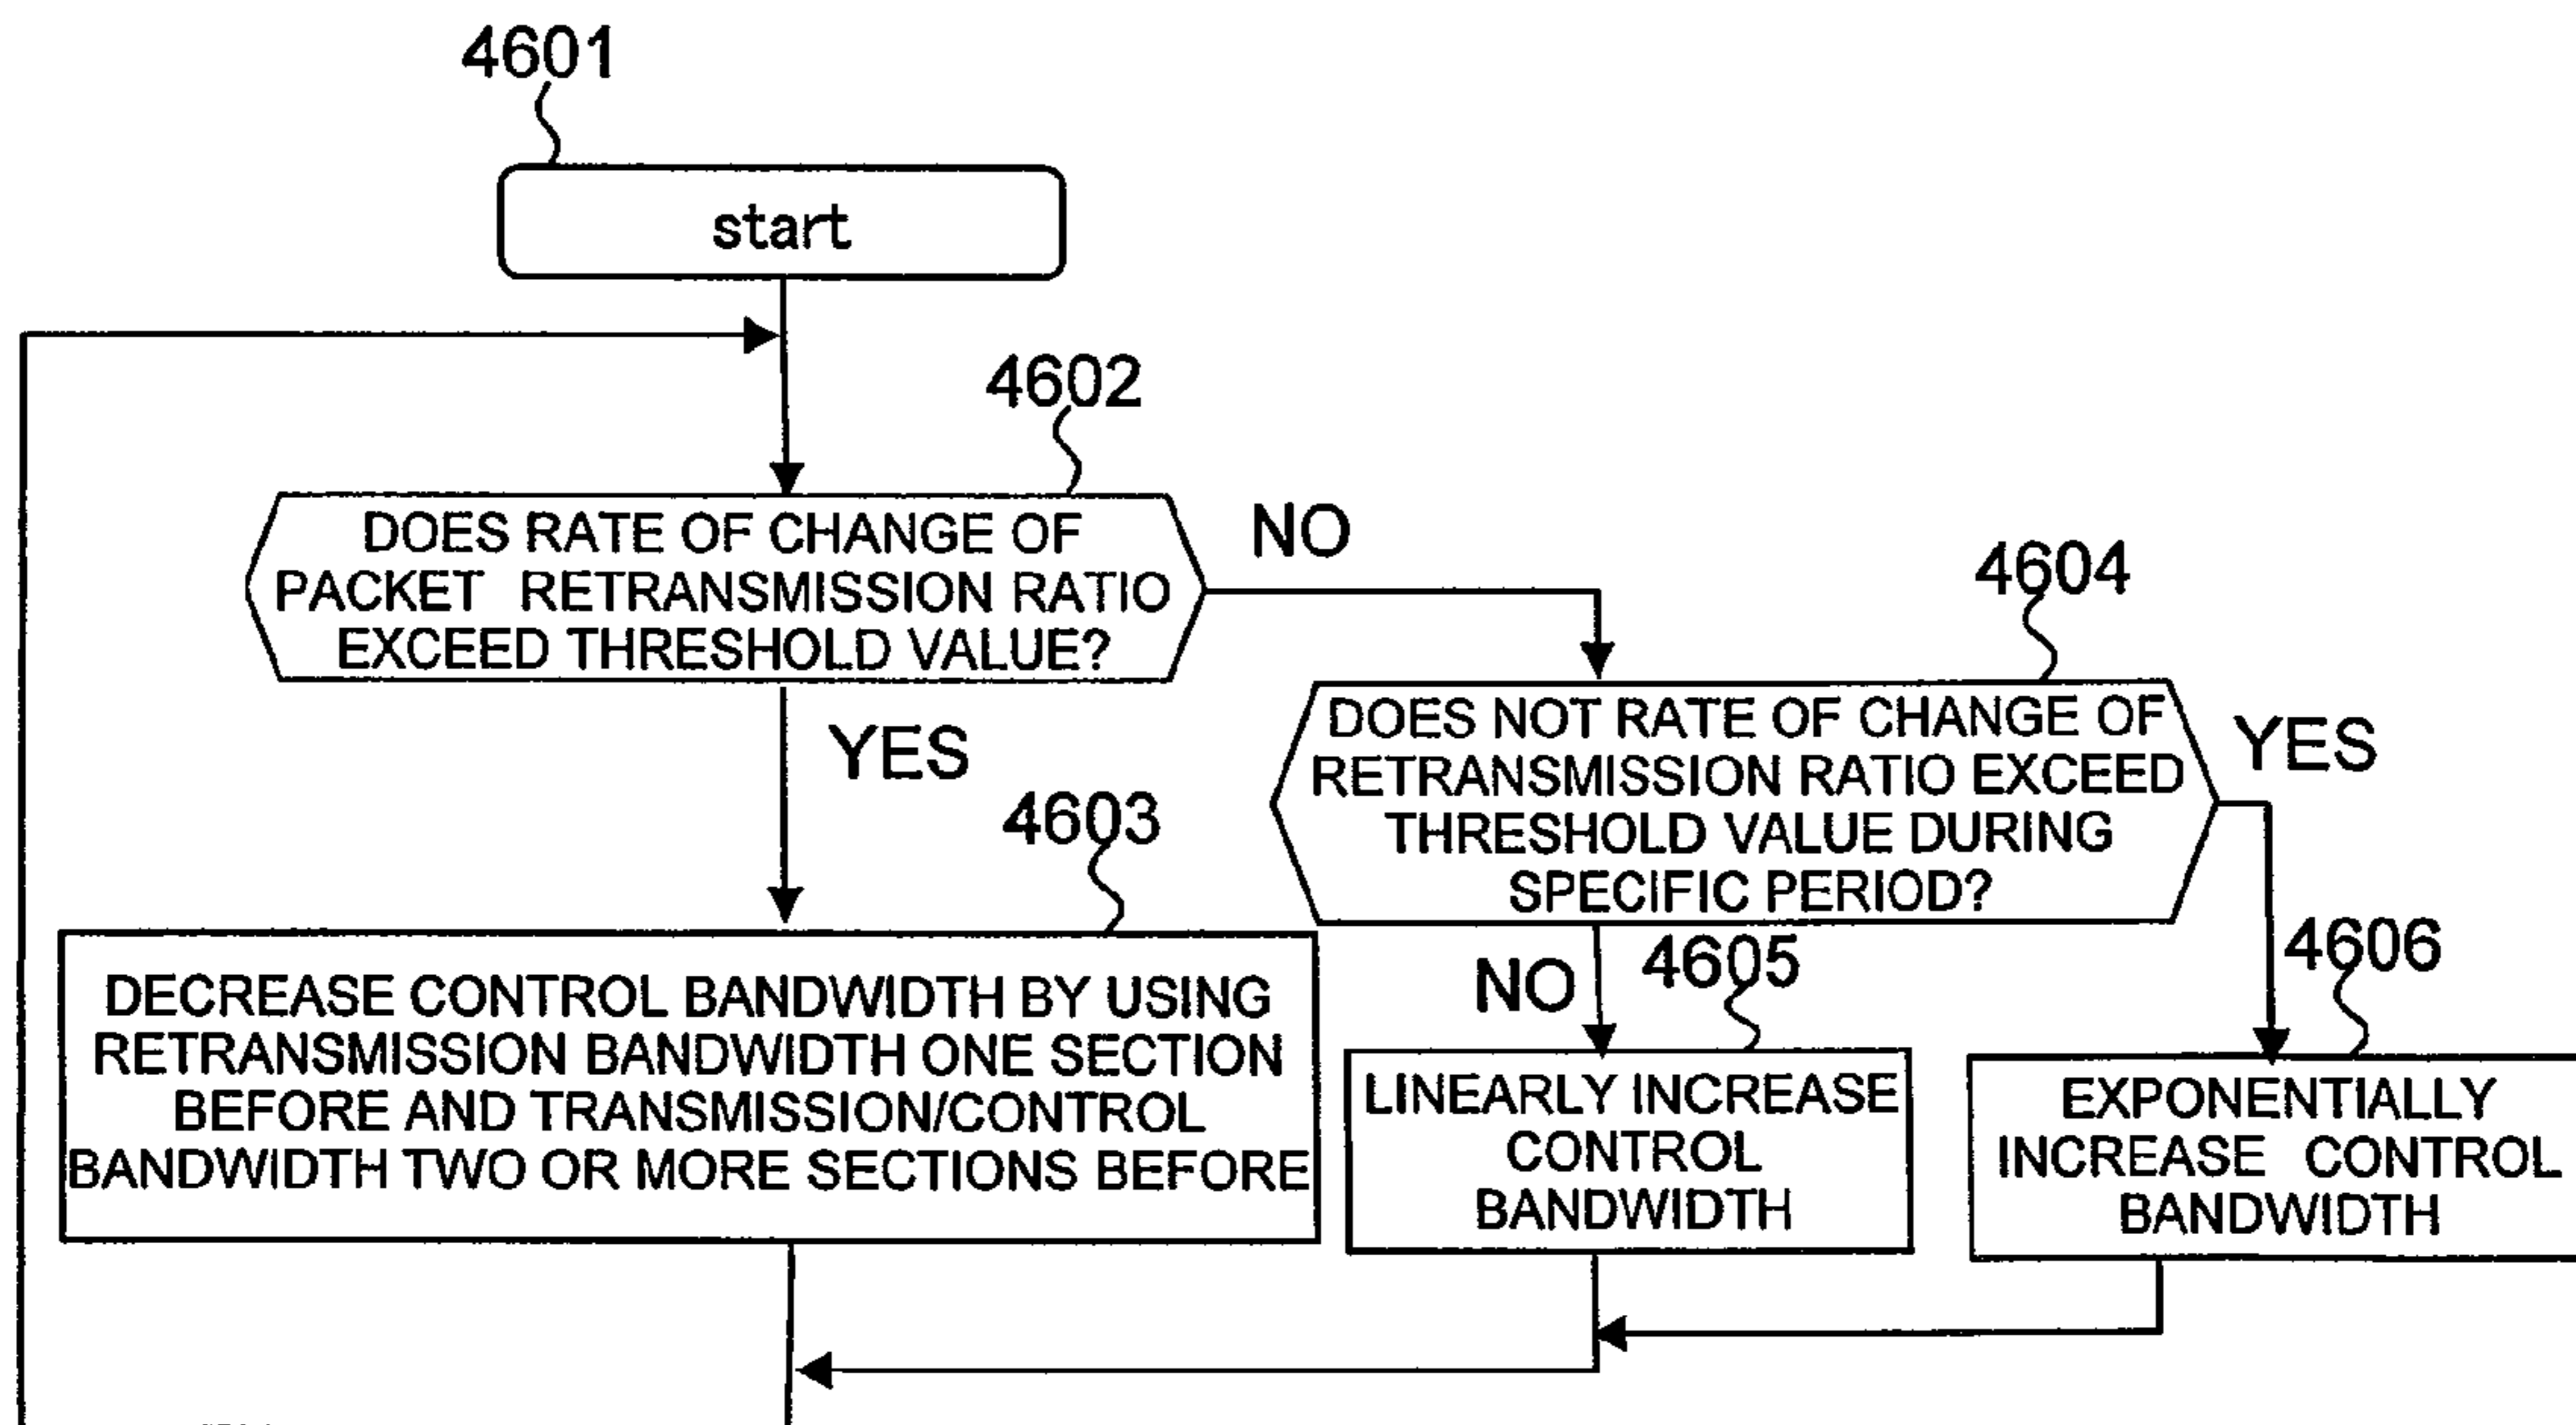 4601
start
4602
DOES RATE OF CHANGE OF
PACKET RETRANSMISSION RATIO
EXCEED THRESHOLD VALUE?
NO
YES
4604
DOES NOT RATE OF CHANGE OF
RETRANSMISSION RATIO EXCEED
THRESHOLD VALUE DURING
SPECIFIC PERIOD?
YES
NO
4603
DECREASE CONTROL BANDWIDTH BY USING
RETRANSMISSION BANDWIDTH ONE SECTION
BEFORE AND TRANSMISSION/CONTROL
BANDWIDTH TWO OR MORE SECTIONS BEFORE
4605
LINEARLY INCREASE
CONTROL
BANDWIDTH
4606
EXPONENTIALLY
INCREASE CONTROL
BANDWIDTH